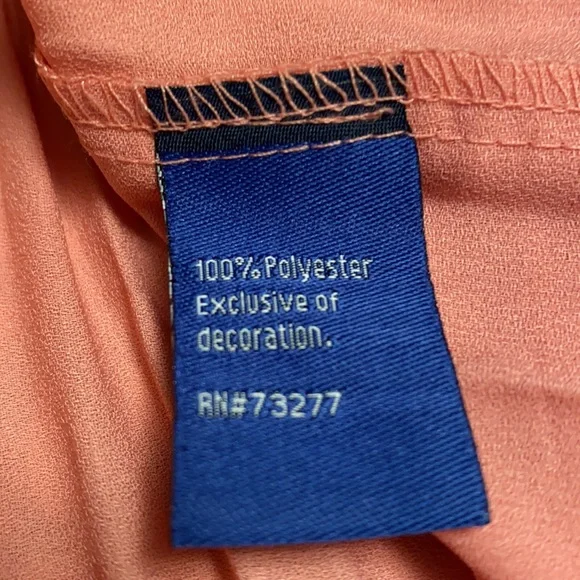 100% Polyester
Exclusive of
decoration.
RN#73277